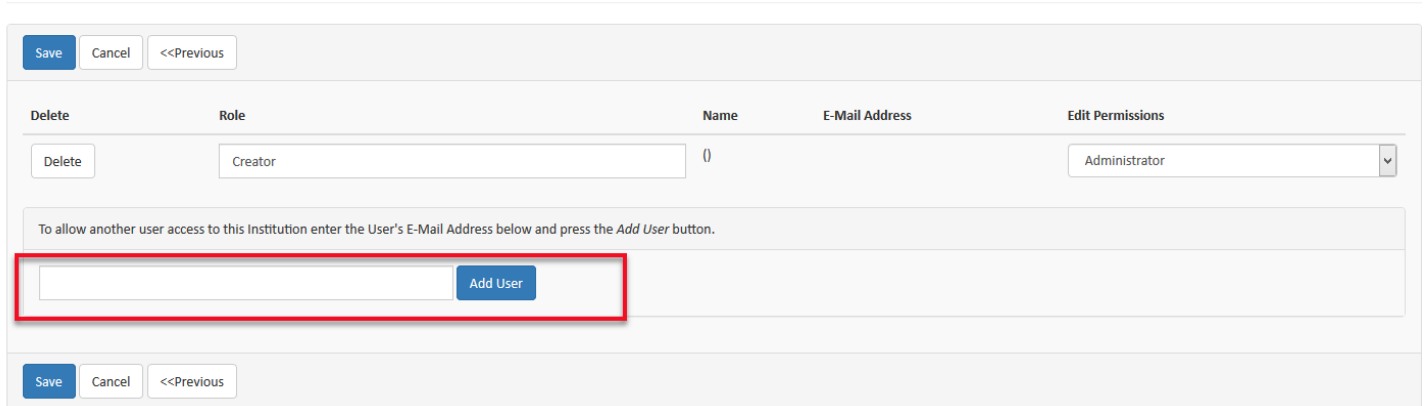 Save Cancel <<Previous
Delete Role Name E-Mail Address Edit Permissions
Delete Creator () Administrator
To allow another user access to this Institution enter the User's E-Mail Address below and press the Add User button.
Add User
Save Cancel <<Previous